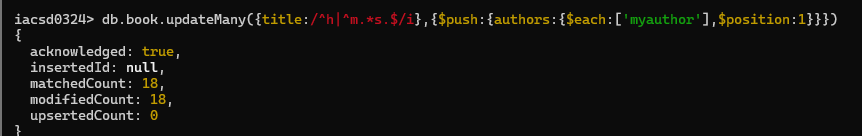 iacsd0324> db.book.updateMany({title:/^h|^m.*s.$/i},{$push:{authors:{$each:['myauthor'],$position:1}}})
{
  acknowledged: true,
  insertedId: null,
  matchedCount: 18,
  modifiedCount: 18,
  upsertedCount: 0
}